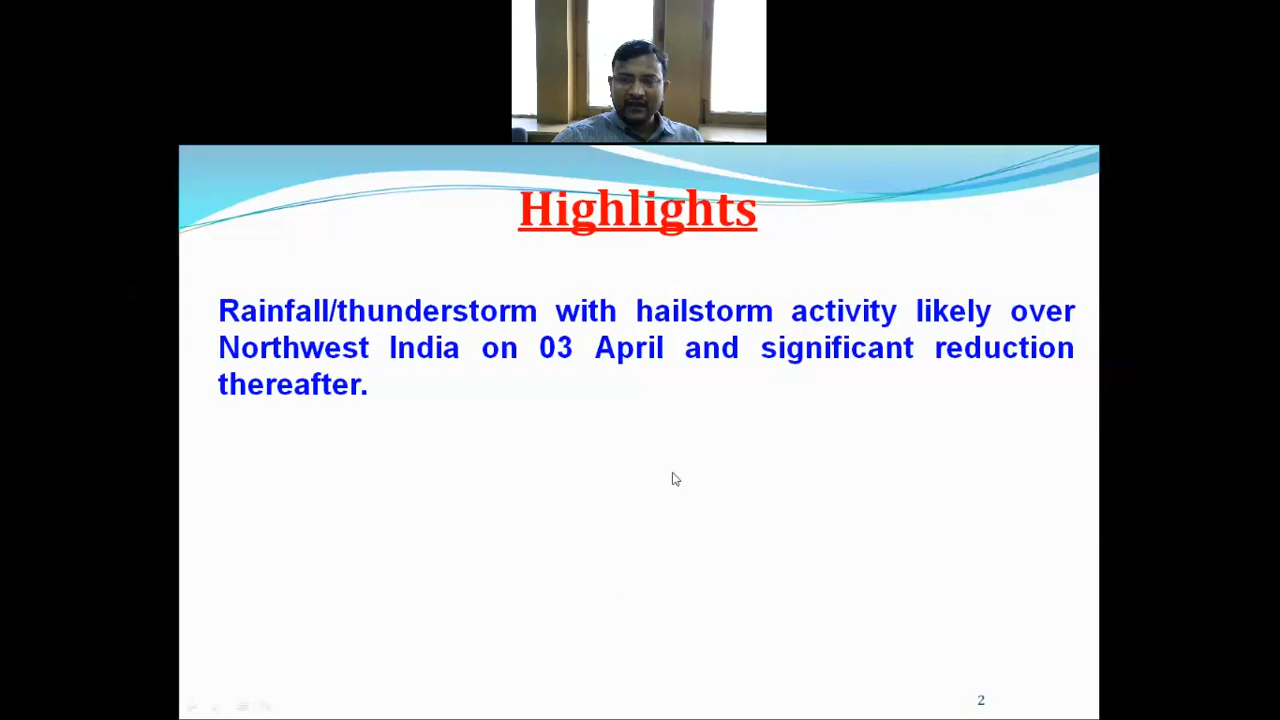 Highlights
Rainfall/thunderstorm with hailstorm activity likely over
Northwest India on 03 April and significant reduction
thereafter.
2